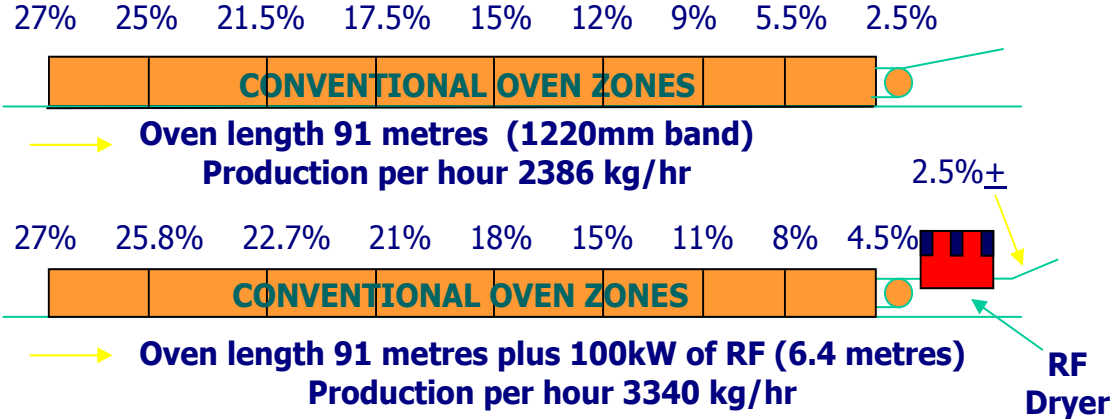 27% 25% 21.5% 17.5% 15% 12% 9% 5.5% 2.5%
CONVENTIONAL OVEN ZONES
Oven length 91 metres (1220mm band)
Production per hour 2386 kg/hr
2.5%±
27% 25.8% 22.7% 21% 18% 15% 11% 8% 4.5%
CONVENTIONAL OVEN ZONES
Oven length 91 metres plus 100kW of RF (6.4 metres)
Production per hour 3340 kg/hr
RF
Dryer